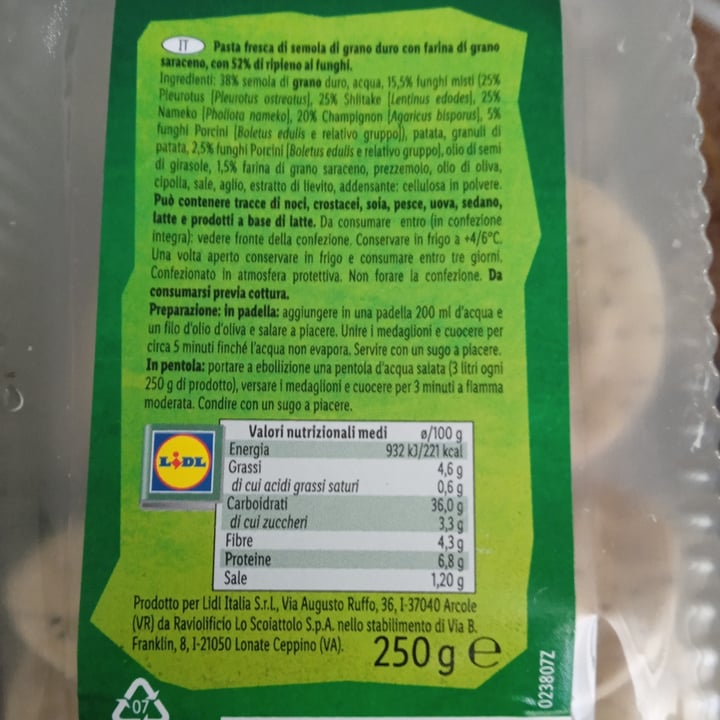 IT Pasta fresca di semola di grano duro con farina di grano
saraceno, con 52% di ripieno ai funghi.
Ingredienti: 38% semola di grano duro, acqua, 15,5% funghi misti (25%
Pleurotus [Pleurotus ostreatus], 25% Shiitake [Lentinus edodes], 25%
Nameko [Pholiota nameko], 20% Champignon [Agaricus bisporus], 5%
funghi Porcini [Boletus edulis e relativo gruppo]), patata, granuli di
patata, 2,5% funghi Porcini [Boletus edulis e relativo gruppo], olio di semi
di girasole, 1,5% farina di grano saraceno, prezzemolo, olio di oliva,
cipolla, sale, aglio, estratto di lievito, addensante: cellulosa in polvere.
Può contenere tracce di noci, crostacei, soia, pesce, uova, sedano,
latte e prodotti a base di latte. Da consumare entro (in confezione
integra): vedere fronte della confezione. Conservare in frigo a +4/6°C.
Una volta aperto conservare in frigo e consumare entro tre giorni.
Confezionato in atmosfera protettiva. Non forare la confezione. Da
consumarsi previa cottura.
Preparazione: in padella: aggiungere in una padella 200 ml d'acqua e
un filo d'olio d'oliva e salare a piacere. Unire i medaglioni e cuocere per
circa 5 minuti finché l'acqua non evapora. Servire con un sugo a piacere.
In pentola: portare a ebollizione una pentola d'acqua salata (3 litri ogni
250 g di prodotto), versare i medaglioni e cuocere per 3 minuti a fiamma
moderata. Condire con un sugo a piacere.
LIDL
Valori nutrizionali medi ø/100 g
Energia 932 kJ/221 kcal
Grassi 4,6 g
di cui acidi grassi saturi 0,6 g
Carboidrati 36,0 g
di cui zuccheri 3,3 g
Fibre 4,3 g
Proteine 6,8 g
Sale 1,20 g
Prodotto per Lidl Italia S.r.l., Via Augusto Ruffo, 36, I-37040 Arcole
(VR) da Raviolificio Lo Scoiattolo S.p.A. nello stabilimento di Via B.
Franklin, 8, I-21050 Lonate Ceppino (VA).
250 g e
023807Z
07